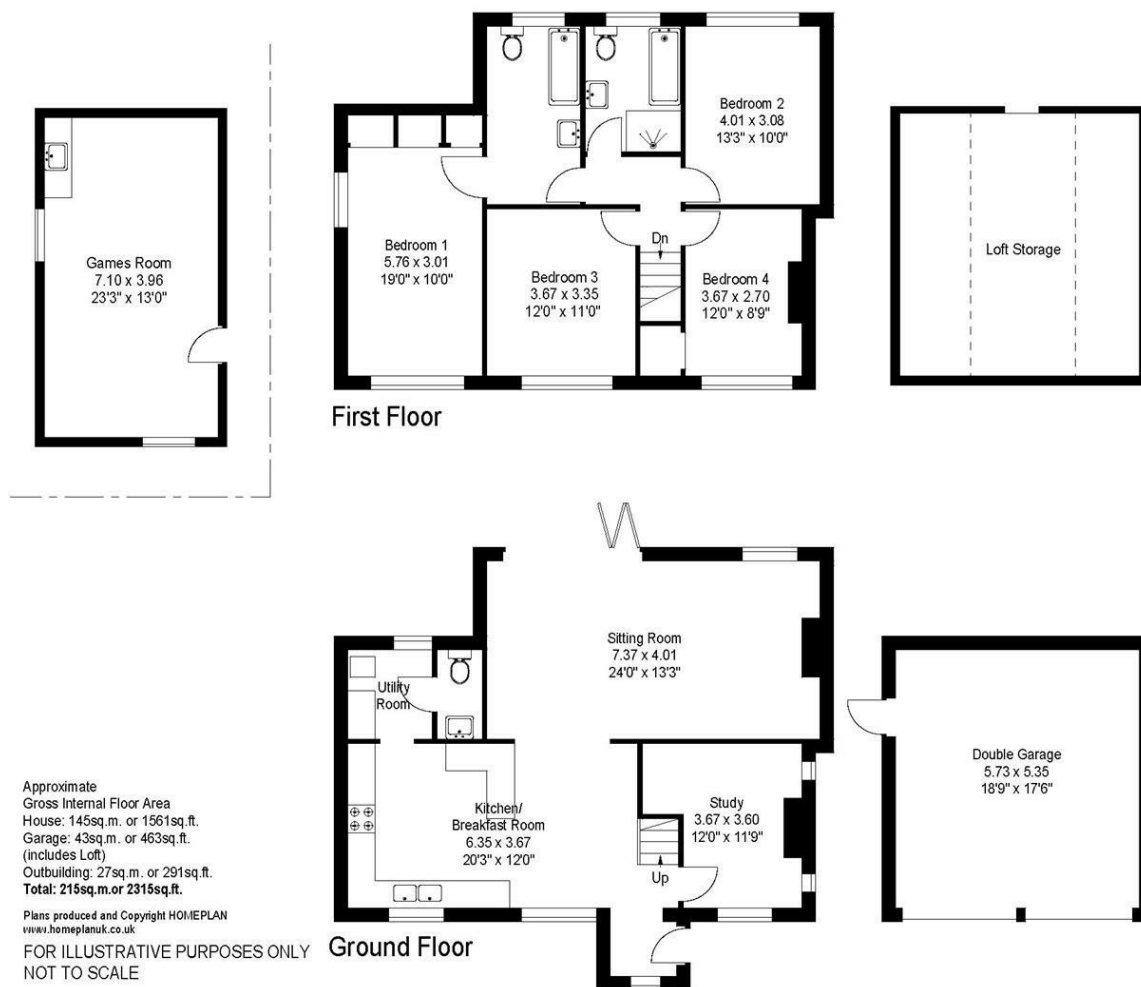 Games Room
7.10 x 3.96
23'3" x 13'0"
Bedroom 1
5.76 x 3.01
19'0" x 10'0"
Bedroom 2
4.01 x 3.08
13'3" x 10'0"
Bedroom 3
3.67 x 3.35
12'0" x 11'0"
Dn
Bedroom 4
3.67 x 2.70
12'0" x 8'9"
Loft Storage
First Floor
Sitting Room
7.37 x 4.01
24'0" x 13'3"
Utility
Room
Kitchen/
Breakfast Room
6.35 x 3.67
20'3" x 12'0"
Study
3.67 x 3.60
12'0" x 11'9"
Up
Double Garage
5.73 x 5.35
18'9" x 17'6"
Ground Floor
Approximate
Gross Internal Floor Area
House: 145sq.m. or 1561sq.ft.
Garage: 43sq.m. or 463sq.ft.
(includes Loft)
Outbuilding: 27sq.m. or 291sq.ft.
Total: 215sq.m.or 2315sq.ft.
Plans produced and Copyright HOMEPLAN
www.homeplanuk.co.uk
FOR ILLUSTRATIVE PURPOSES ONLY
NOT TO SCALE